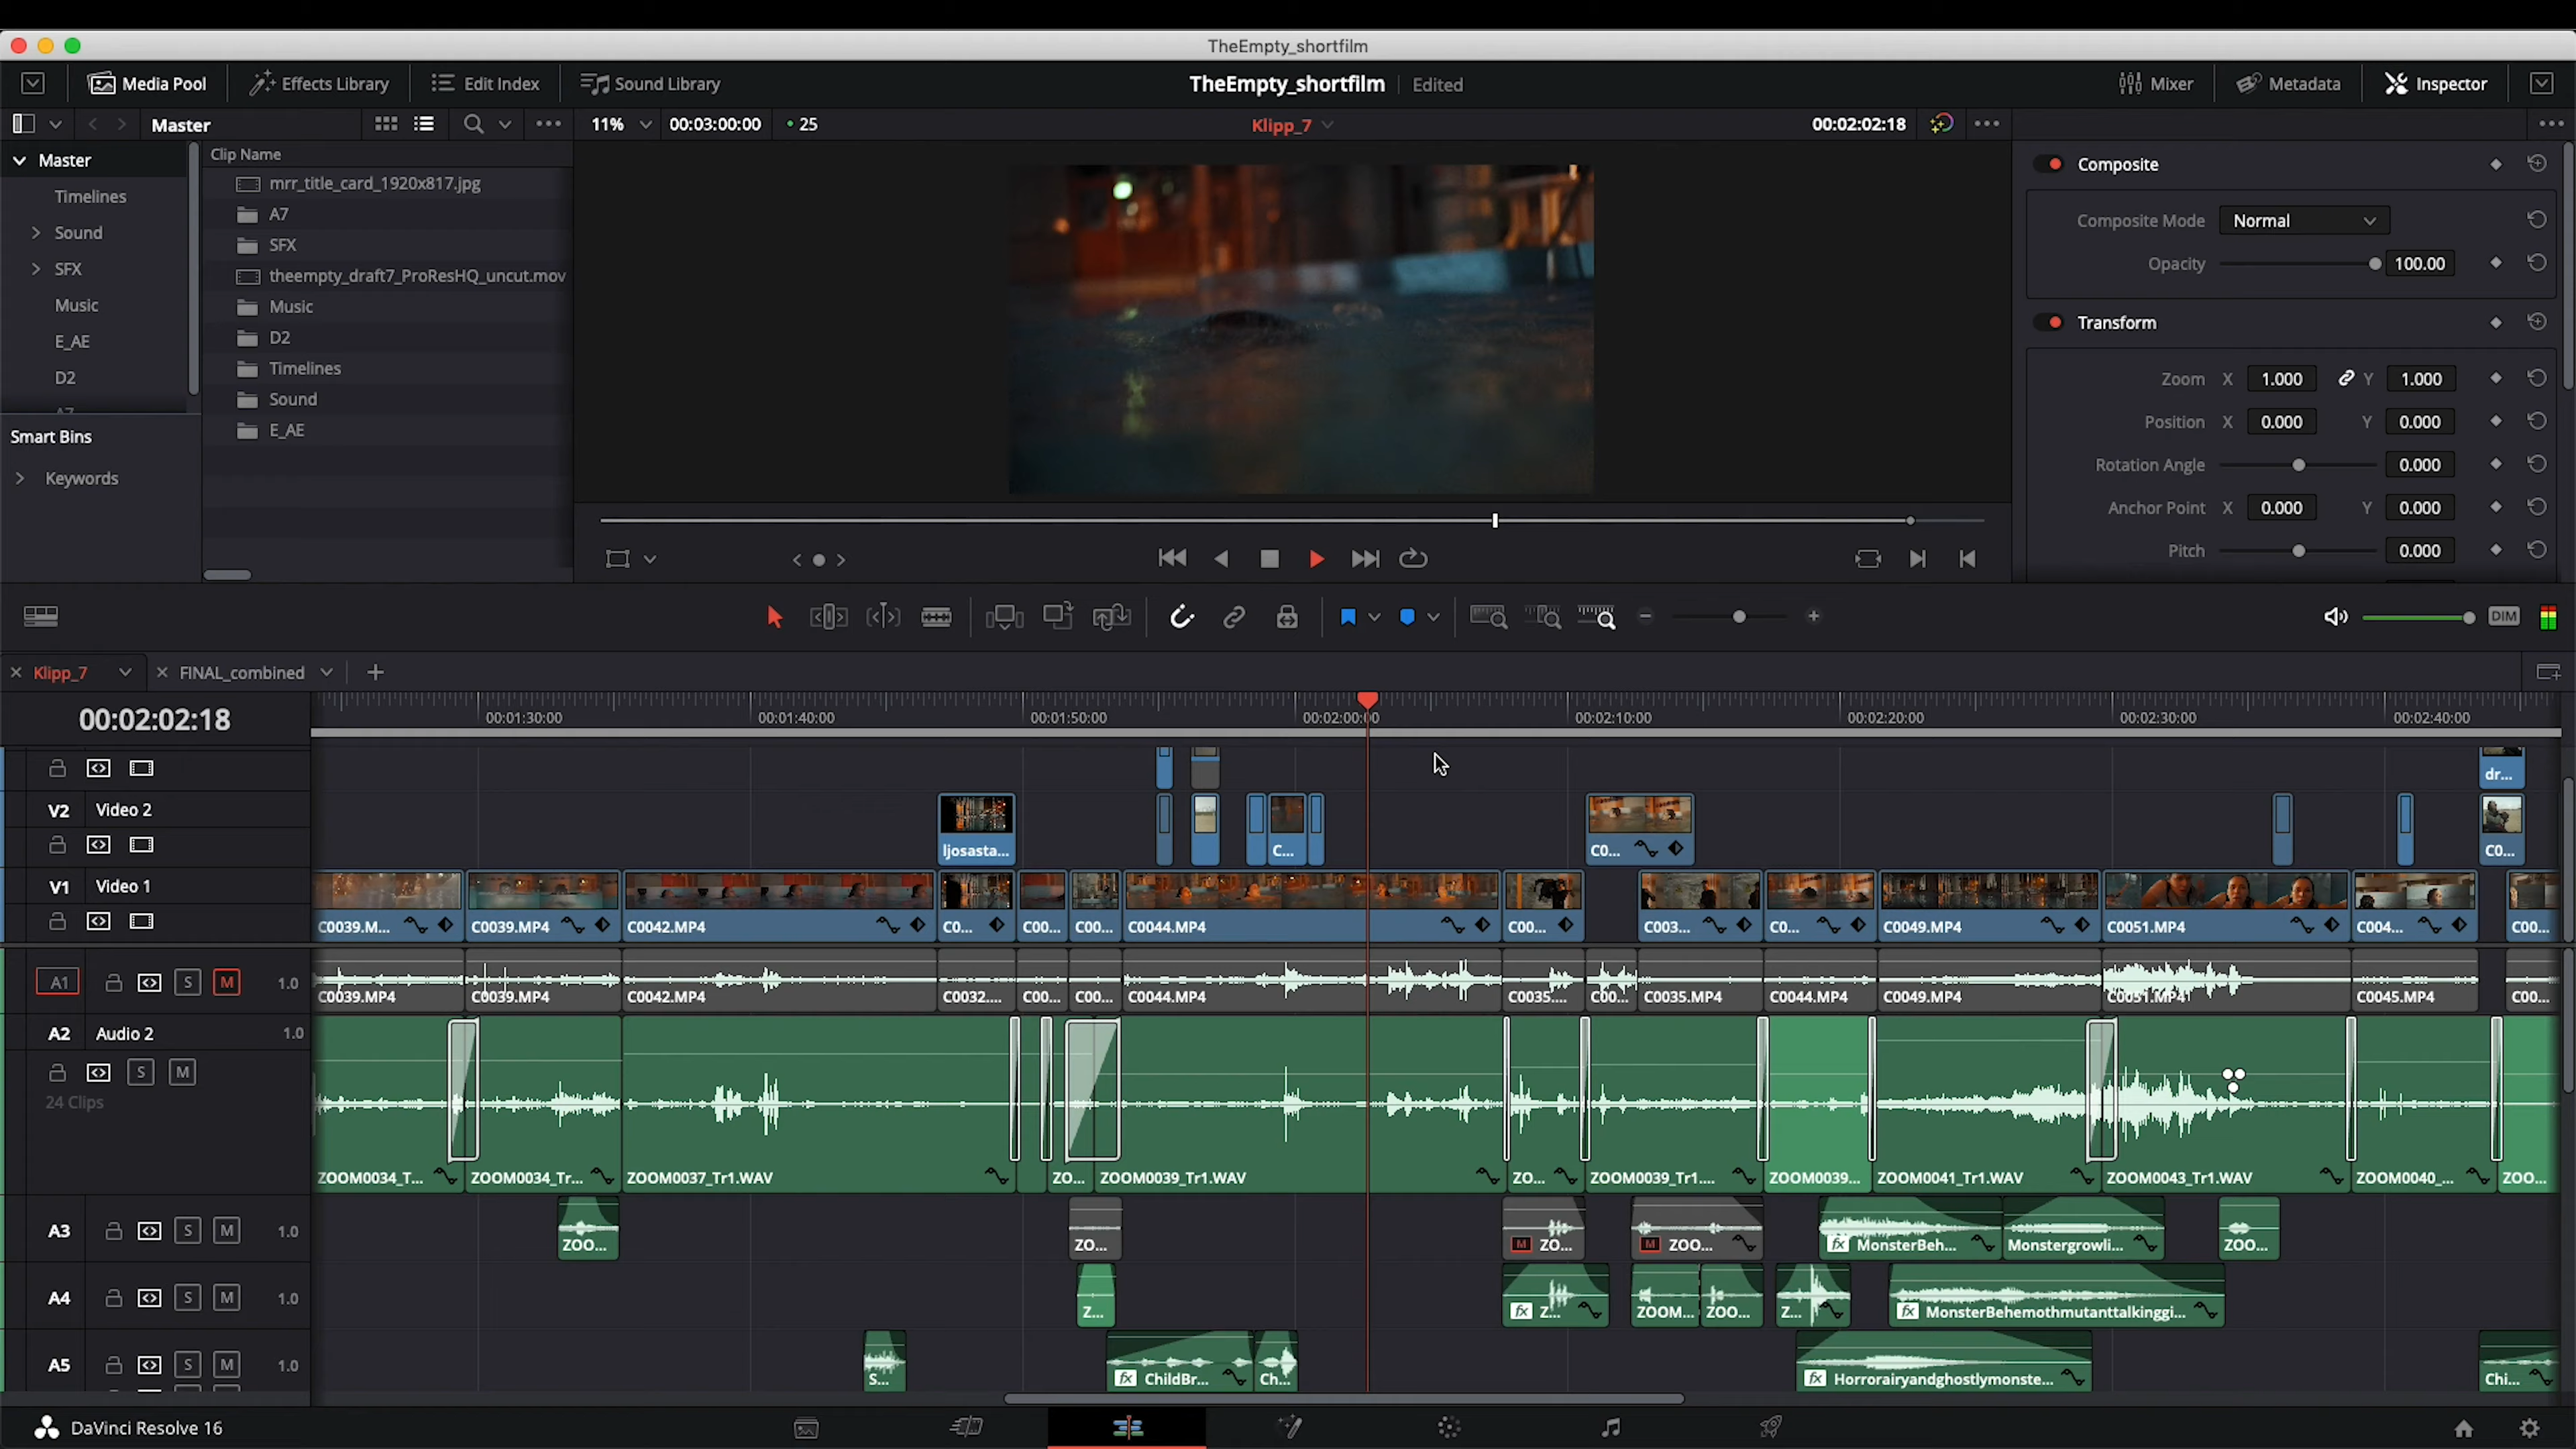 TheEmpty_shortfilm
Media Pool Effects Library Edit Index Sound Library TheEmpty_shortfilm Edited Mixer Metadata Inspector
Master 11% 00:03:00:00 25 Klipp_7 00:02:02:18
Master
Timelines
Sound
SFX
Music
E_AE
D2
Smart Bins
Keywords
Clip Name
mrr_title_card_1920x817.jpg
A7
SFX
theempty_draft7_ProResHQ_uncut.mov
Music
D2
Timelines
Sound
E_AE
Composite
Composite Mode Normal
Opacity 100.00
Transform
Zoom X 1.000 Y 1.000
Position X 0.000 Y 0.000
Rotation Angle 0.000
Anchor Point X 0.000 Y 0.000
Pitch 0.000
DIM
Klipp_7 FINAL_combined
00:02:02:18 00:01:30:00 00:01:40:00 00:01:50:00 00:02:00:00 00:02:10:00 00:02:20:00 00:02:30:00 00:02:40:00
dr...
V2 Video 2
ljosasta... C... C0... C0...
V1 Video 1
C0039.M... C0039.MP4 C0042.MP4 C0... C00... C00... C0044.MP4 C00... C003... C0... C0049.MP4 C0051.MP4 C004... C00...
A1 S M 1.0
C0039.MP4 C0039.MP4 C0042.MP4 C0032.... C00... C00... C0044.MP4 C0035.... C00... C0035.MP4 C0044.MP4 C0049.MP4 C0051.MP4 C0045.MP4 C00...
A2 Audio 2 1.0
S M
24 Clips
ZOOM0034_T... ZOOM0034_Tr... ZOOM0037_Tr1.WAV ZO... ZOOM0039_Tr1.WAV ZO... ZOOM0039_Tr1.... ZOOM0039... ZOOM0041_Tr1.WAV ZOOM0043_Tr1.WAV ZOOM0040_... ZOO...
A3 S M 1.0
ZOO... ZO... M ZO... M ZOO... fx MonsterBeh... Monstergrowli... ZOO...
A4 S M 1.0
Z... fx Z... ZOOM... ZOO... Z... fx MonsterBehemothmutanttalkinggi...
A5 S M 1.0
S... fx ChildBr... Ch... fx Horrorairyandghostlymonste... Chi...
DaVinci Resolve 16